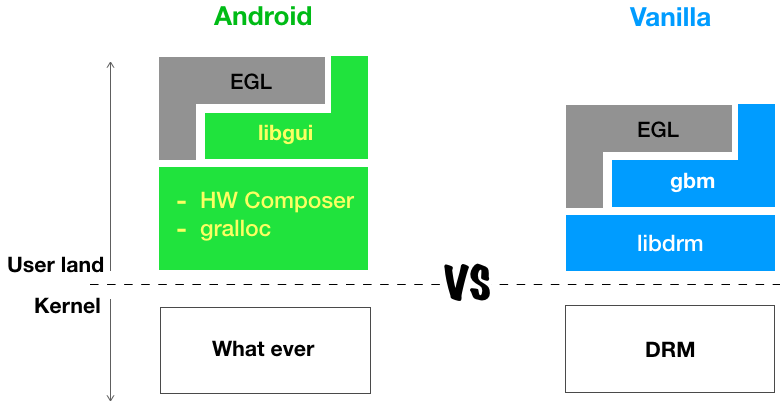 Android
Vanilla
EGL
libgui
- HW Composer
- gralloc
EGL
gbm
libdrm
User land
Kernel
VS
What ever
DRM